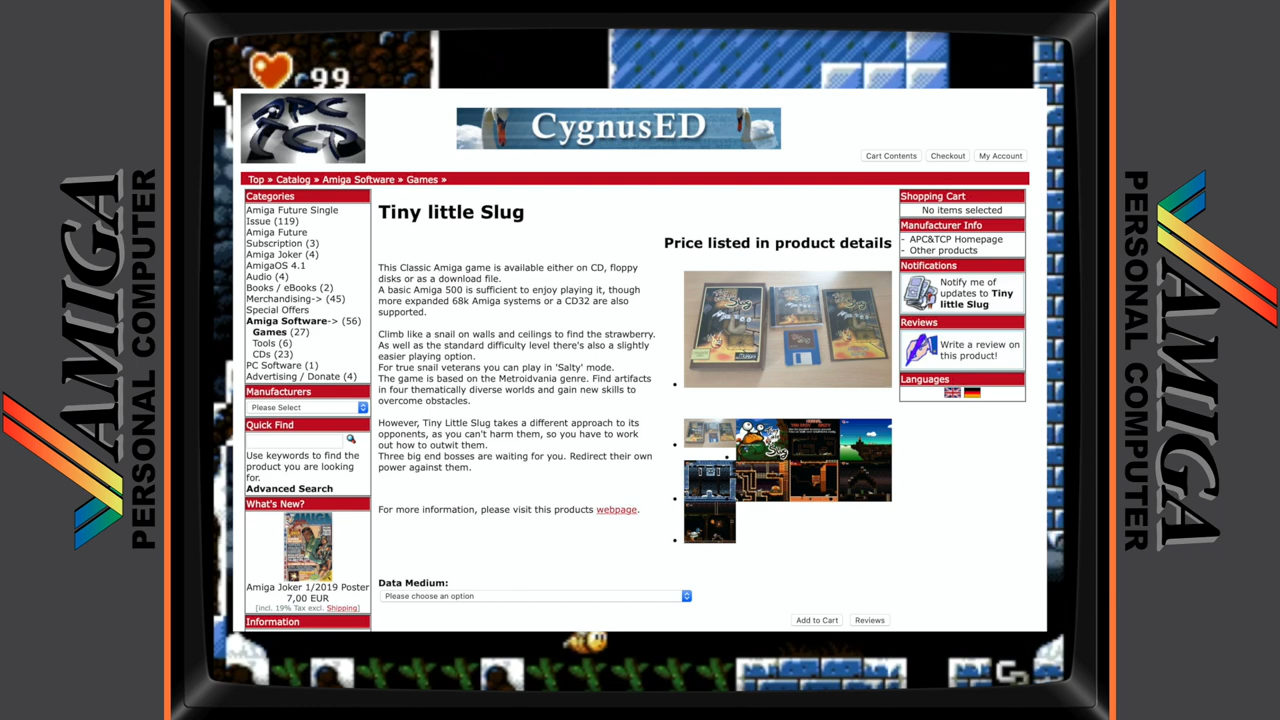 AMIGA
PERSONAL COMPUTER
99
APC
TCP
CygnusED
Cart Contents
Checkout
My Account
Top » Catalog » Amiga Software » Games »
Categories
Amiga Future Single
Issue (119)
Amiga Future
Subscription (3)
Amiga Joker (4)
AmigaOS 4.1
Audio (4)
Books / eBooks (2)
Merchandising-> (45)
Special Offers
Amiga Software-> (56)
Games (27)
Tools (6)
CDs (23)
PC Software (1)
Advertising / Donate (4)
Manufacturers
Please Select
Quick Find
Use keywords to find the
product you are looking
for.
Advanced Search
What's New?
AMIGA
Amiga Joker 1/2019 Poster
7,00 EUR
[incl. 19% Tax excl. Shipping]
Information
Tiny little Slug
Price listed in product details
This Classic Amiga game is available either on CD, floppy
disks or as a download file.
A basic Amiga 500 is sufficient to enjoy playing it, though
more expanded 68k Amiga systems or a CD32 are also
supported.
Climb like a snail on walls and ceilings to find the strawberry.
As well as the standard difficulty level there's also a slightly
easier playing option.
For true snail veterans you can play in 'Salty' mode.
The game is based on the Metroidvania genre. Find artifacts
in four thematically diverse worlds and gain new skills to
overcome obstacles.
However, Tiny Little Slug takes a different approach to its
opponents, as you can't harm them, so you have to work
out how to outwit them.
Three big end bosses are waiting for you. Redirect their own
power against them.
For more information, please visit this products webpage.
Data Medium:
Please choose an option
Add to Cart
Reviews
Shopping Cart
No items selected
Manufacturer Info
- APC&TCP Homepage
- Other products
Notifications
Notify me of
updates to Tiny
little Slug
Reviews
Write a review on
this product!
Languages
AMIGA
PERSONAL COMPUTER